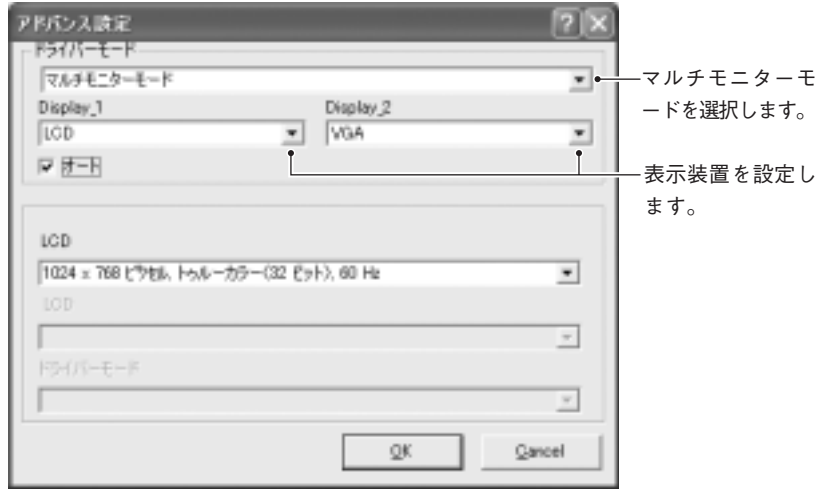 アドバンス設定
ドライバーモード
マルチモニターモード
Display_1 Display_2
LCD VGA
オート
LCD
1024 x 768 ピクセル, トゥルーカラー(32 ビット), 60 Hz
LCD
ドライバーモード
OK Cancel
マルチモニターモ
ードを選択します。
表示装置を設定し
ます。